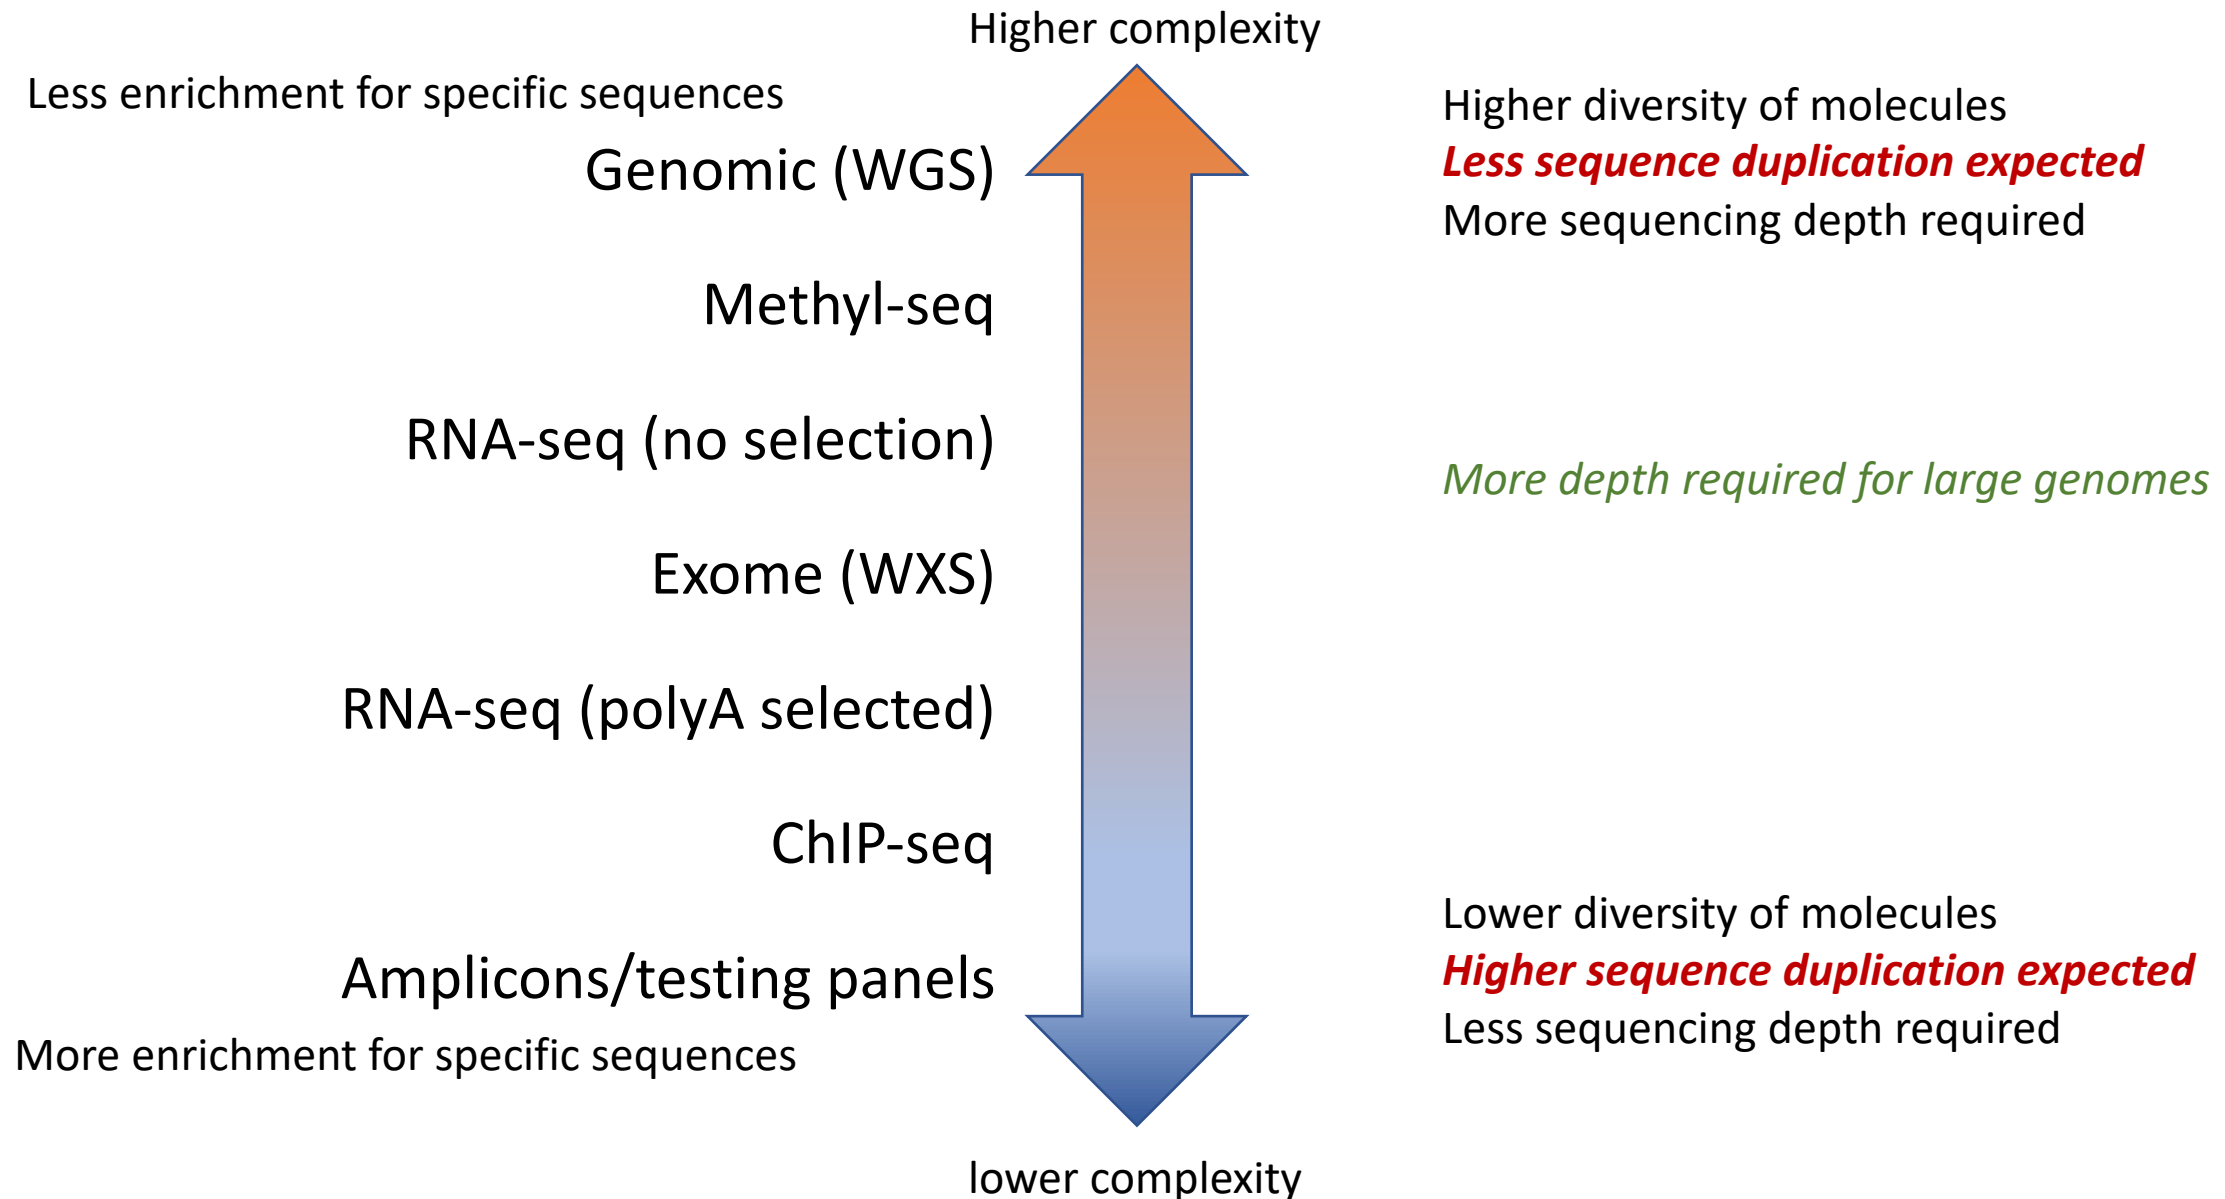 Higher complexity
Less enrichment for specific sequences
Genomic (WGS)
Methyl-seq
RNA-seq (no selection)
Exome (WXS)
RNA-seq (polyA selected)
ChIP-seq
Amplicons/testing panels
More enrichment for specific sequences
Higher diversity of molecules
Less sequence duplication expected
More sequencing depth required
More depth required for large genomes
Lower diversity of molecules
Higher sequence duplication expected
Less sequencing depth required
lower complexity